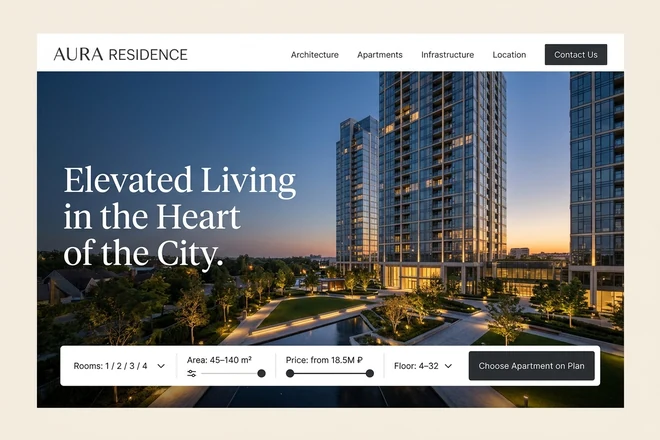 AURA RESIDENCE
Architecture
Apartments
Infrastructure
Location
Contact Us
Elevated Living
in the Heart
of the City.
Rooms: 1 / 2 / 3 / 4
Area: 45–140 m²
Price: from 18.5M ₽
Floor: 4–32
Choose Apartment on Plan